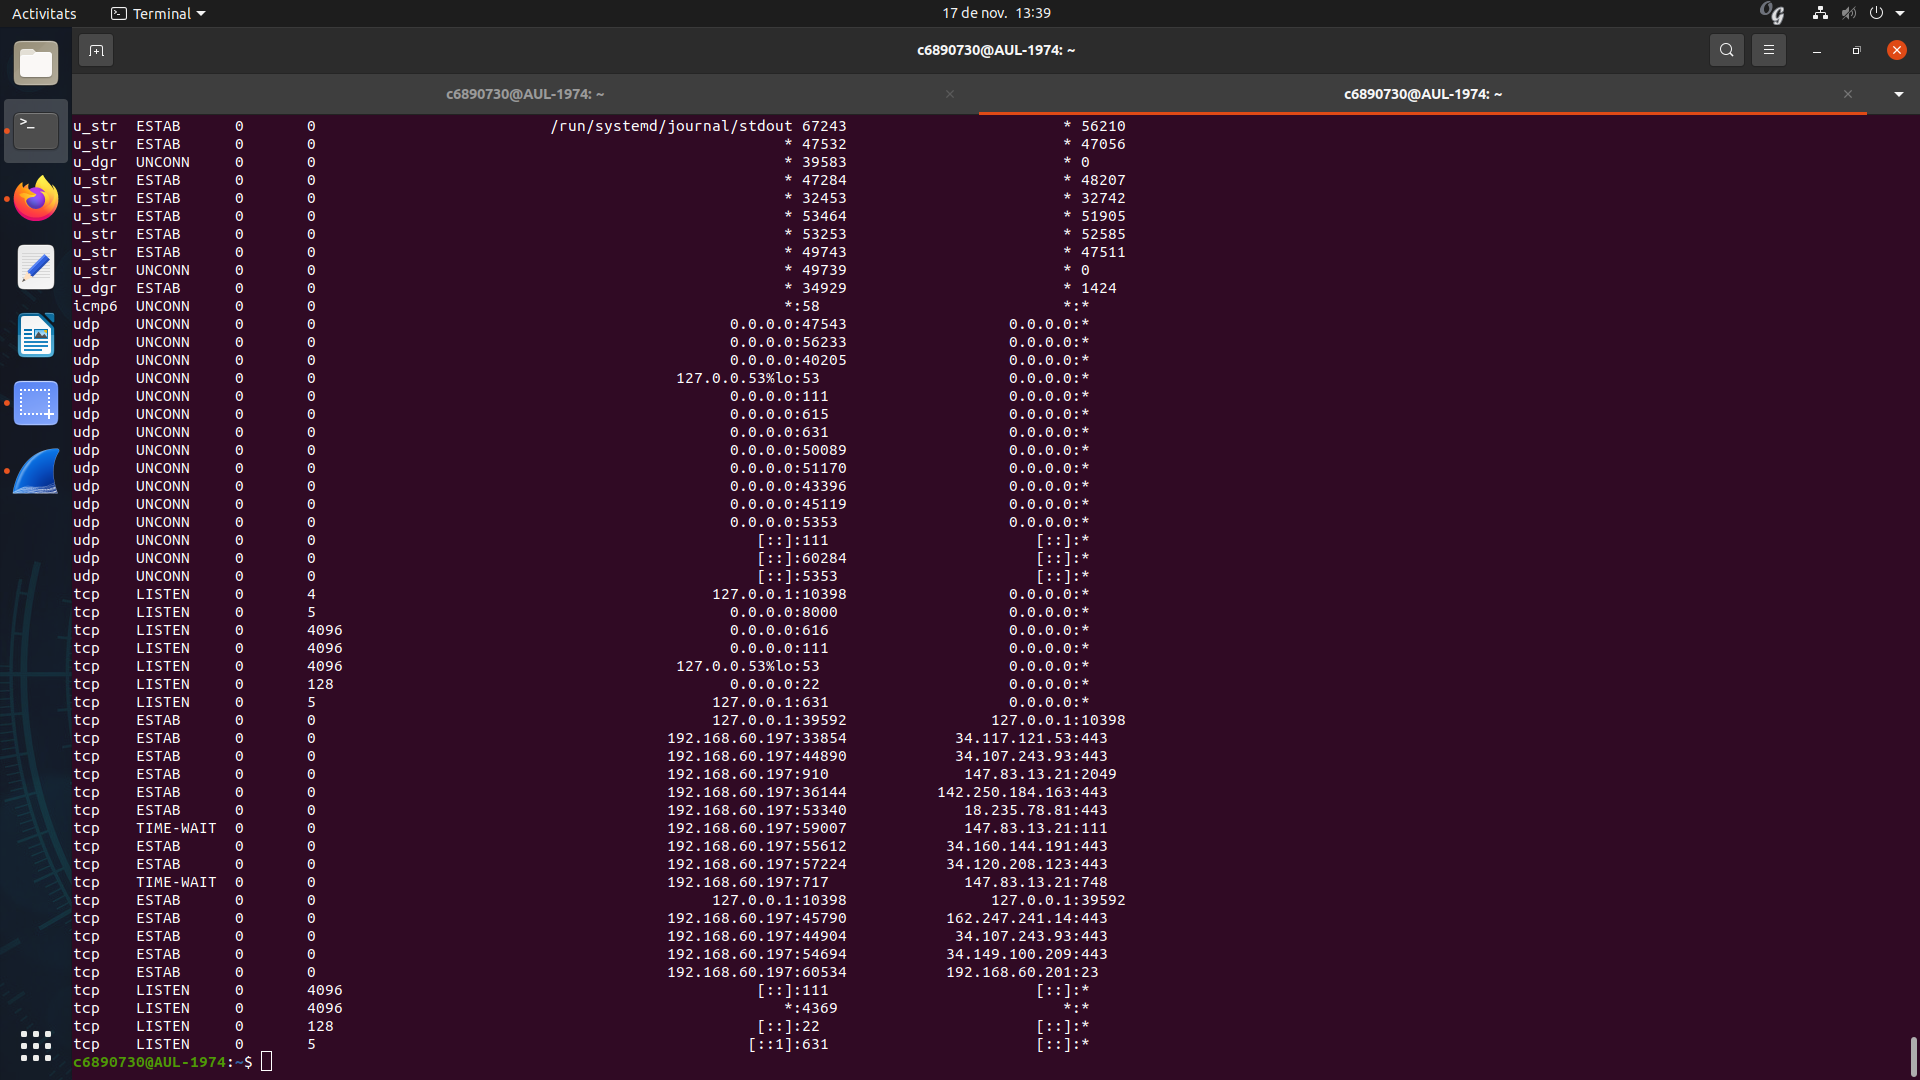 Activitats Terminal 17 de nov. 13:39
c6890730@AUL-1974: ~
c6890730@AUL-1974: ~ c6890730@AUL-1974: ~
u_str ESTAB 0 0 /run/systemd/journal/stdout 67243 * 56210
u_str ESTAB 0 0 * 47532 * 47056
u_dgr UNCONN 0 0 * 39583 * 0
u_str ESTAB 0 0 * 47284 * 48207
u_str ESTAB 0 0 * 32453 * 32742
u_str ESTAB 0 0 * 53464 * 51905
u_str ESTAB 0 0 * 53253 * 52585
u_str ESTAB 0 0 * 49743 * 47511
u_str UNCONN 0 0 * 49739 * 0
u_dgr ESTAB 0 0 * 34929 * 1424
icmp6 UNCONN 0 0 *:58 *:*
udp UNCONN 0 0 0.0.0.0:47543 0.0.0.0:*
udp UNCONN 0 0 0.0.0.0:56233 0.0.0.0:*
udp UNCONN 0 0 0.0.0.0:40205 0.0.0.0:*
udp UNCONN 0 0 127.0.0.53%lo:53 0.0.0.0:*
udp UNCONN 0 0 0.0.0.0:111 0.0.0.0:*
udp UNCONN 0 0 0.0.0.0:615 0.0.0.0:*
udp UNCONN 0 0 0.0.0.0:631 0.0.0.0:*
udp UNCONN 0 0 0.0.0.0:50089 0.0.0.0:*
udp UNCONN 0 0 0.0.0.0:51170 0.0.0.0:*
udp UNCONN 0 0 0.0.0.0:43396 0.0.0.0:*
udp UNCONN 0 0 0.0.0.0:45119 0.0.0.0:*
udp UNCONN 0 0 0.0.0.0:5353 0.0.0.0:*
udp UNCONN 0 0 [::]:111 [::]:*
udp UNCONN 0 0 [::]:60284 [::]:*
udp UNCONN 0 0 [::]:5353 [::]:*
tcp LISTEN 0 4 127.0.0.1:10398 0.0.0.0:*
tcp LISTEN 0 5 0.0.0.0:8000 0.0.0.0:*
tcp LISTEN 0 4096 0.0.0.0:616 0.0.0.0:*
tcp LISTEN 0 4096 0.0.0.0:111 0.0.0.0:*
tcp LISTEN 0 4096 127.0.0.53%lo:53 0.0.0.0:*
tcp LISTEN 0 128 0.0.0.0:22 0.0.0.0:*
tcp LISTEN 0 5 127.0.0.1:631 0.0.0.0:*
tcp ESTAB 0 0 127.0.0.1:39592 127.0.0.1:10398
tcp ESTAB 0 0 192.168.60.197:33854 34.117.121.53:443
tcp ESTAB 0 0 192.168.60.197:44890 34.107.243.93:443
tcp ESTAB 0 0 192.168.60.197:910 147.83.13.21:2049
tcp ESTAB 0 0 192.168.60.197:36144 142.250.184.163:443
tcp ESTAB 0 0 192.168.60.197:53340 18.235.78.81:443
tcp TIME-WAIT 0 0 192.168.60.197:59007 147.83.13.21:111
tcp ESTAB 0 0 192.168.60.197:55612 34.160.144.191:443
tcp ESTAB 0 0 192.168.60.197:57224 34.120.208.123:443
tcp TIME-WAIT 0 0 192.168.60.197:717 147.83.13.21:748
tcp ESTAB 0 0 127.0.0.1:10398 127.0.0.1:39592
tcp ESTAB 0 0 192.168.60.197:45790 162.247.241.14:443
tcp ESTAB 0 0 192.168.60.197:44904 34.107.243.93:443
tcp ESTAB 0 0 192.168.60.197:54694 34.149.100.209:443
tcp ESTAB 0 0 192.168.60.197:60534 192.168.60.201:23
tcp LISTEN 0 4096 [::]:111 [::]:*
tcp LISTEN 0 4096 *:4369 *:*
tcp LISTEN 0 128 [::]:22 [::]:*
tcp LISTEN 0 5 [::1]:631 [::]:*
c6890730@AUL-1974:~$